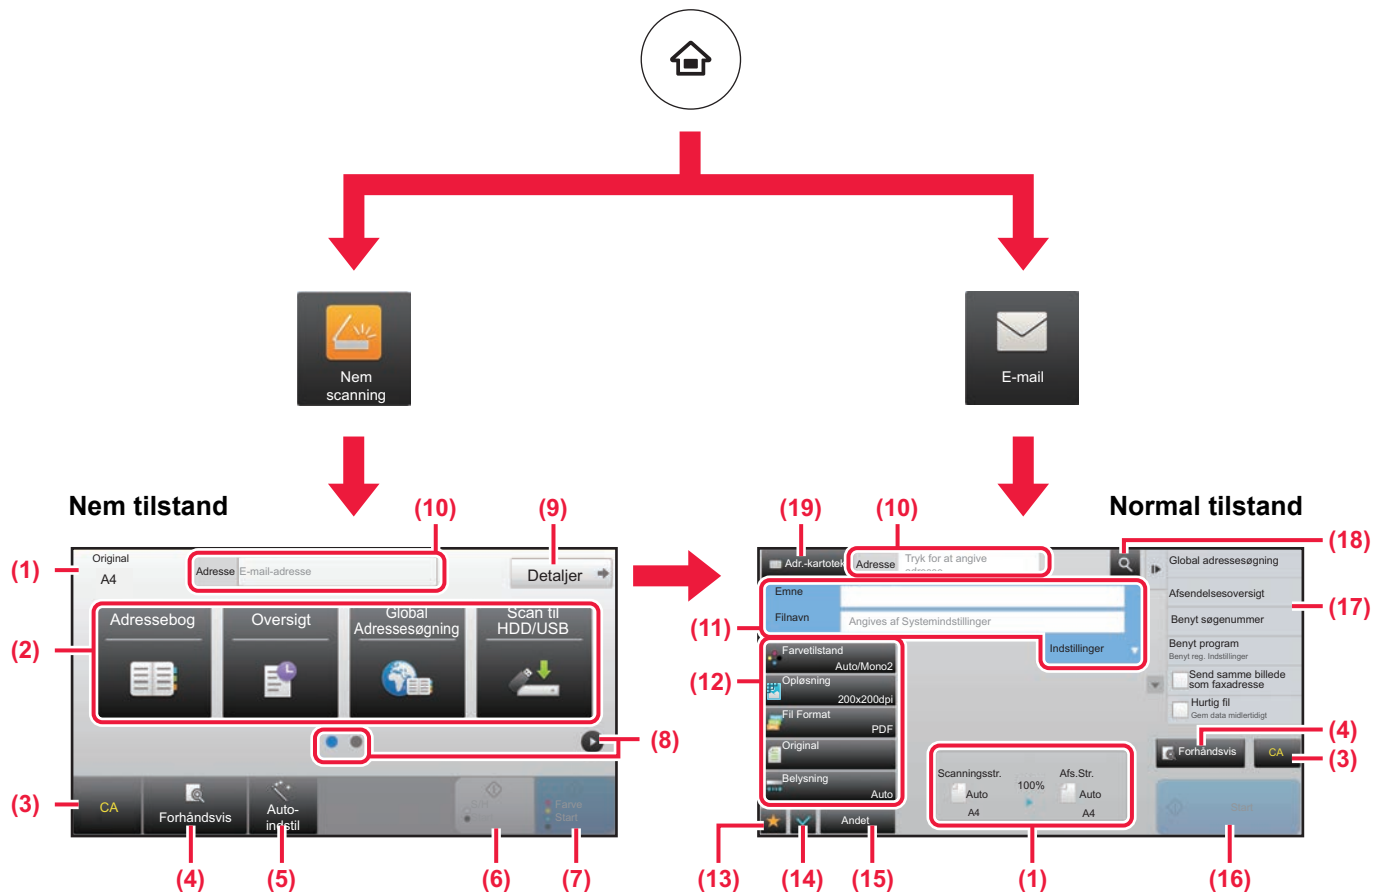 Nem
scanning
E-mail
Nem tilstand
Normal tilstand
(10)
(9)
(19)
(10)
(18)
(1)
Original
A4
Adresse
E-mail-adresse
Detaljer
Adr.-kartotek
Adresse
Tryk for at angive
adresse
Global adressesøgning
Afsendelsesoversigt
(17)
Benyt søgenummer
Benyt program
Benyt reg. Indstillinger
Send samme billede
som faxadresse
Hurtig fil
Gem data midlertidigt
(2)
Adressebog
Oversigt
Global
Adressesøgning
Scan til
HDD/USB
(11)
Emne
Filnavn
Angives af Systemindstillinger
Indstillinger
(12)
Farvetilstand
Auto/Mono2
Opløsning
200x200dpi
Fil Format
PDF
Original
Belysning
Auto
(8)
(4)
Forhåndsvis
CA
(3)
Scanningsstr.
Auto
A4
100%
Afs.Str.
Auto
A4
(3)
CA
Forhåndsvis
Auto-
indstil
Farve
Start
Andet
(4)
(5)
(6)
(7)
(13)
(14)
(15)
(1)
(16)